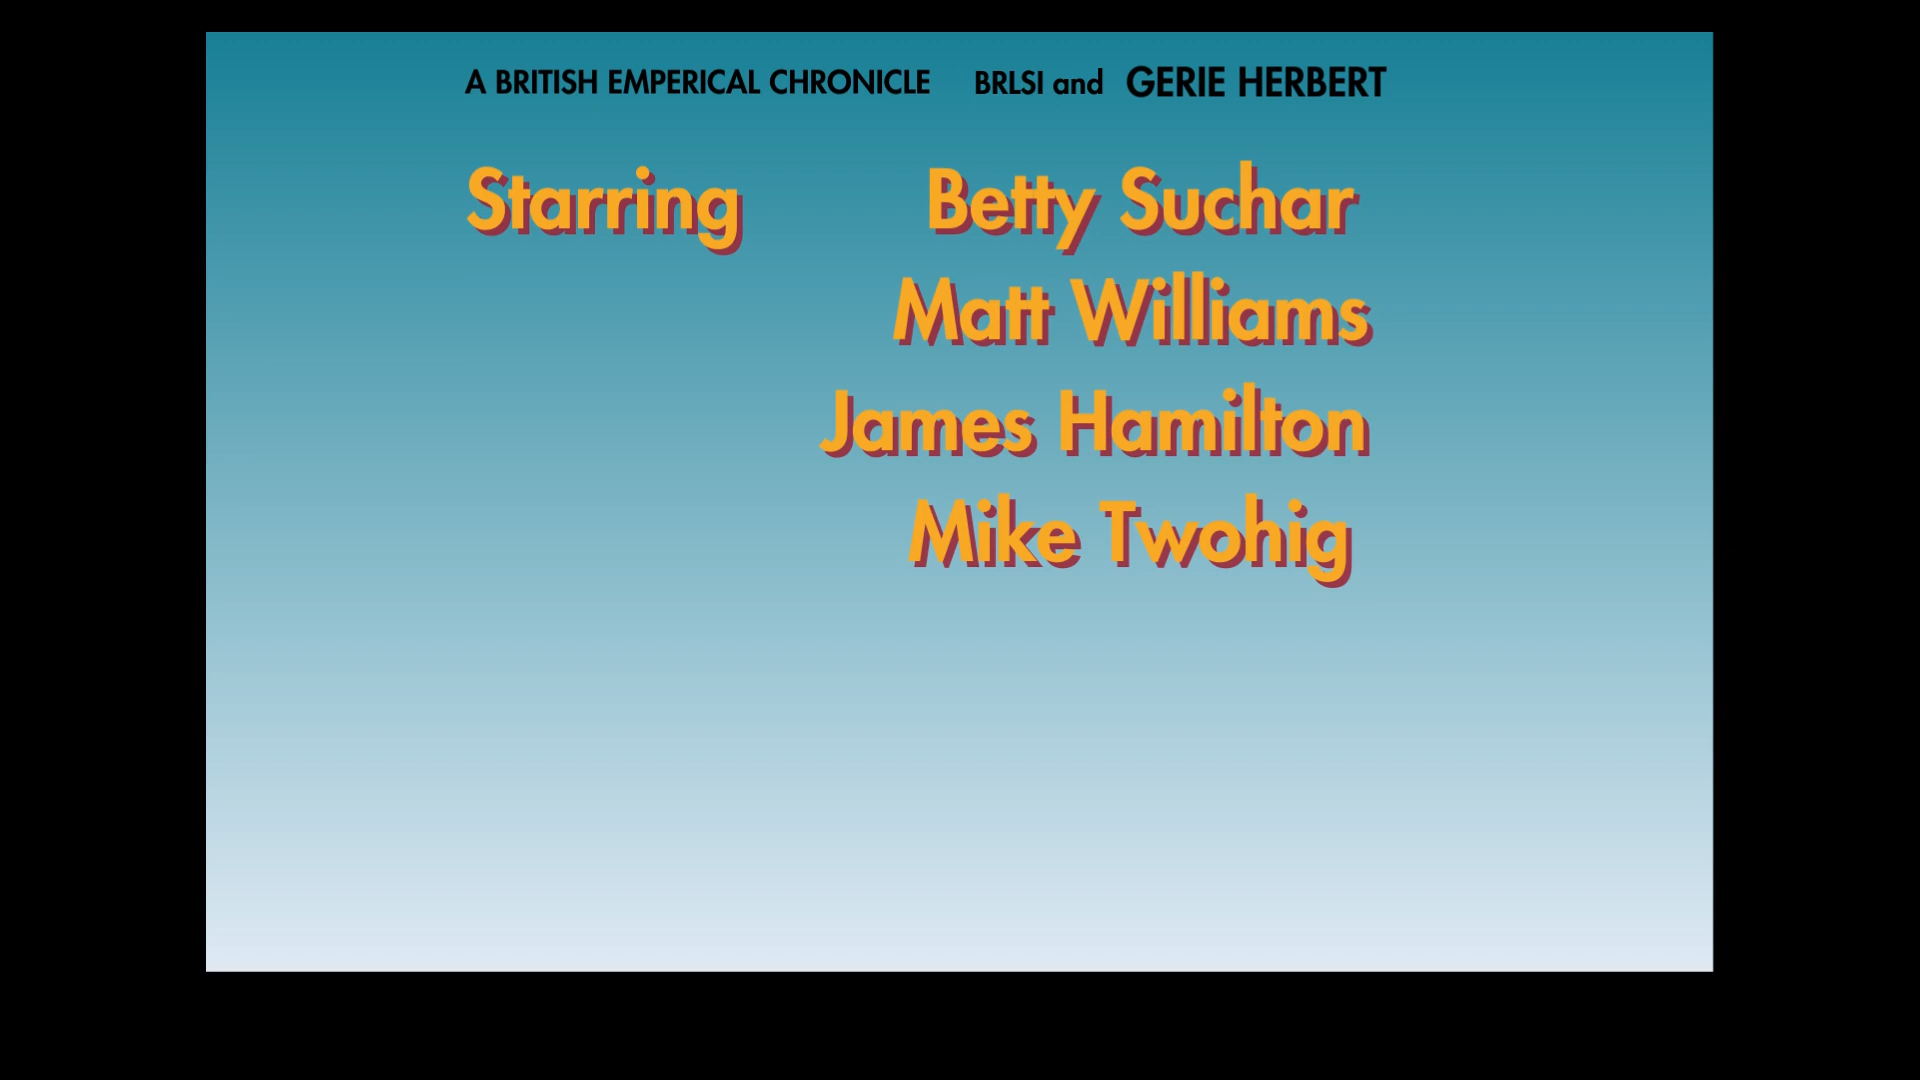 A BRITISH EMPERICAL CHRONICLE BRLSI and GERIE HERBERT
Starring Betty Suchar
Matt Williams
James Hamilton
Mike Twohig